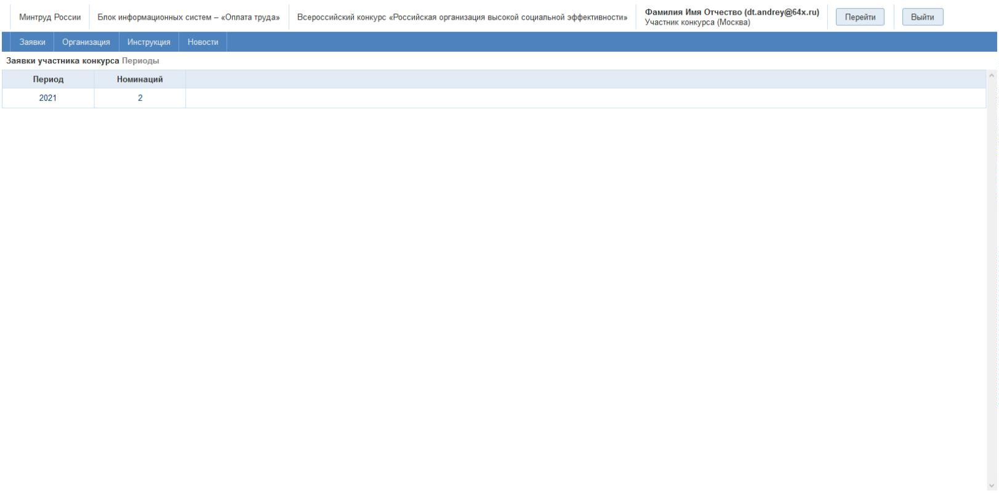 Минтруд России
Блок информационных систем – «Оплата труда»
Всероссийский конкурс «Российская организация высокой социальной эффективности»
Фамилия Имя Отчество (dt.andrey@64x.ru)
Участник конкурса (Москва)
Перейти
Выйти
Заявки Организация Инструкция Новости
Заявки участника конкурса Периоды
Период Номинаций
2021 2